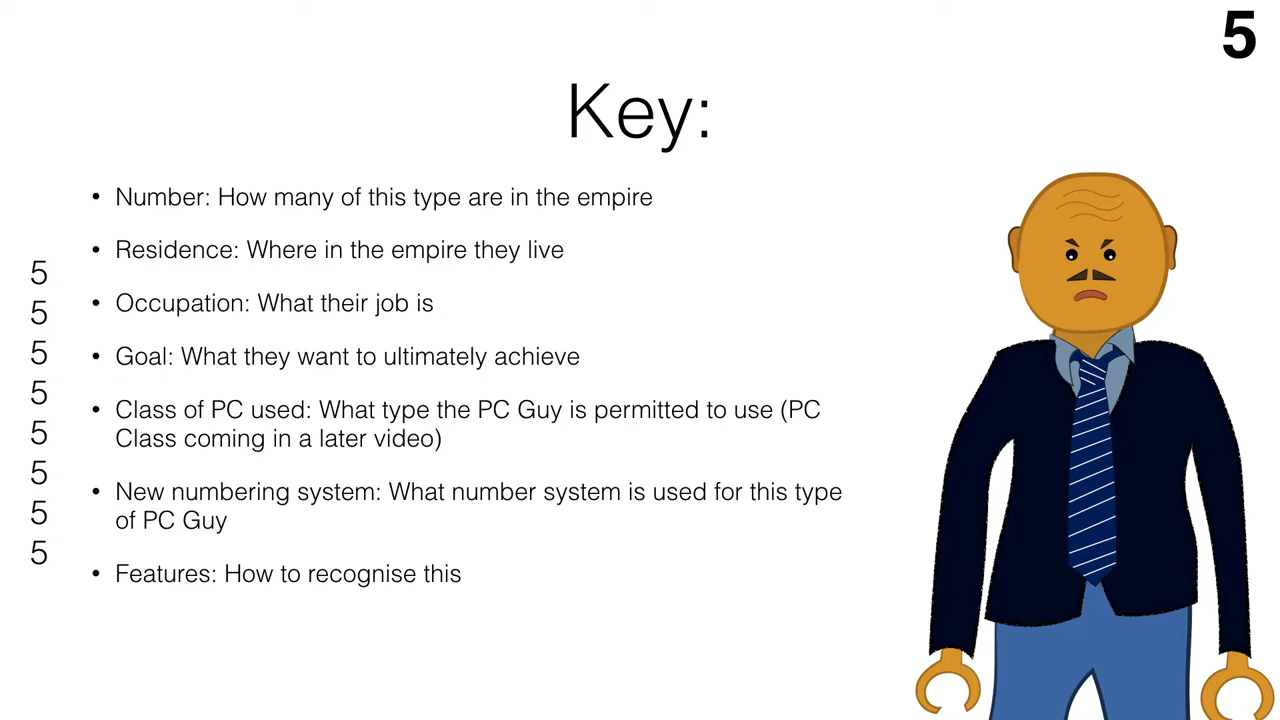 5
Key:
• Number: How many of this type are in the empire
• Residence: Where in the empire they live
• Occupation: What their job is
• Goal: What they want to ultimately achieve
• Class of PC used: What type the PC Guy is permitted to use (PC
Class coming in a later video)
• New numbering system: What number system is used for this type
of PC Guy
• Features: How to recognise this
5
5
5
5
5
5
5
5